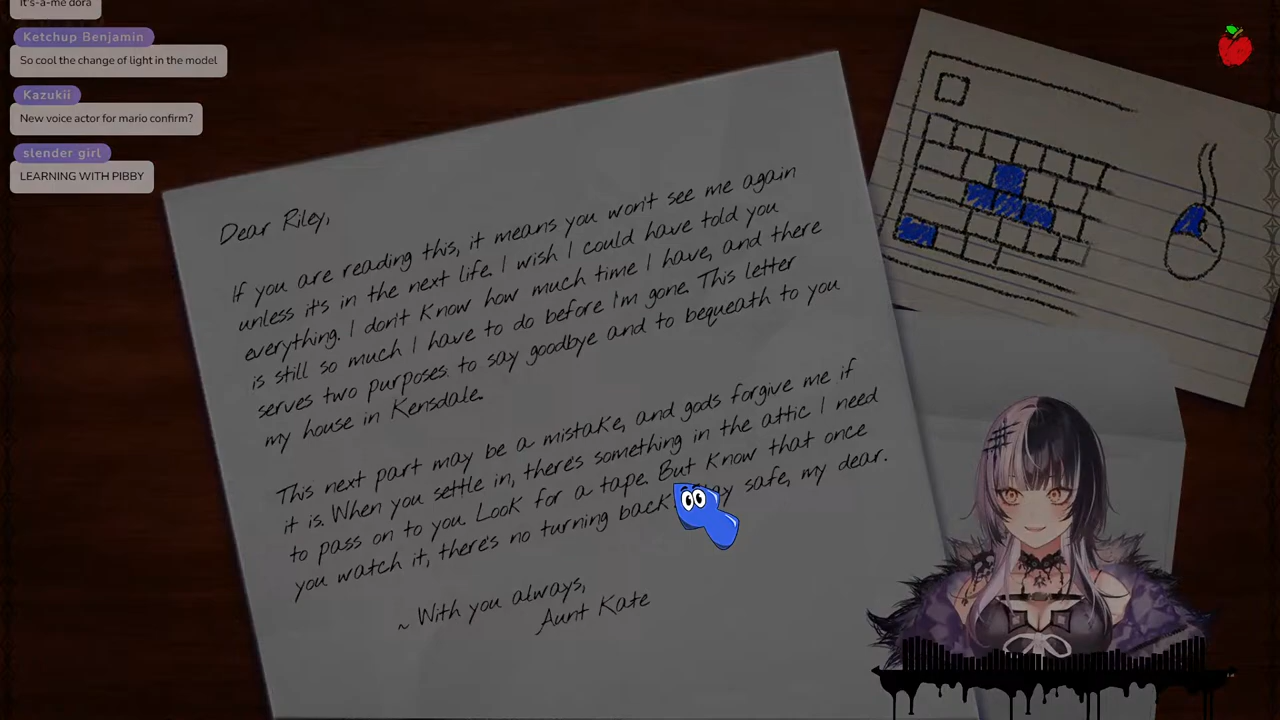 It's-a-me dora
Ketchup Benjamin
So cool the change of light in the model
Kazukii
New voice actor for mario confirm?
slender girl
LEARNING WITH PIBBY
Dear Riley,
If you are reading this, it means you won't see me again
unless it's in the next life. I wish I could have told you
everything. I don't know how much time I have, and there
is still so much I have to do before I'm gone. This letter
serves two purposes: to say goodbye and to bequeath to you
my house in Kensdale.
This next part may be a mistake, and gods forgive me if
it is. When you settle in, there's something in the attic I need
to pass on to you. Look for a tape. But know that once
you watch it, there's no turning back. safe, my dear.
~ With you always,
Aunt Kate